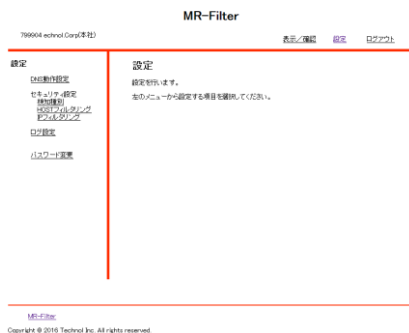 MR-Filter
799904 echnol.Corp(本社)
表示／確認 設定 ログアウト
設定
DNS動作設定
セキュリティ設定
検知種別
HOSTフィルタリング
IPフィルタリング
ログ設定
パスワード変更
設定
設定を行います。
左のメニューから設定する項目を選択してください。
MR-Filter
Copyright © 2016 Technol Inc. All rights reserved.